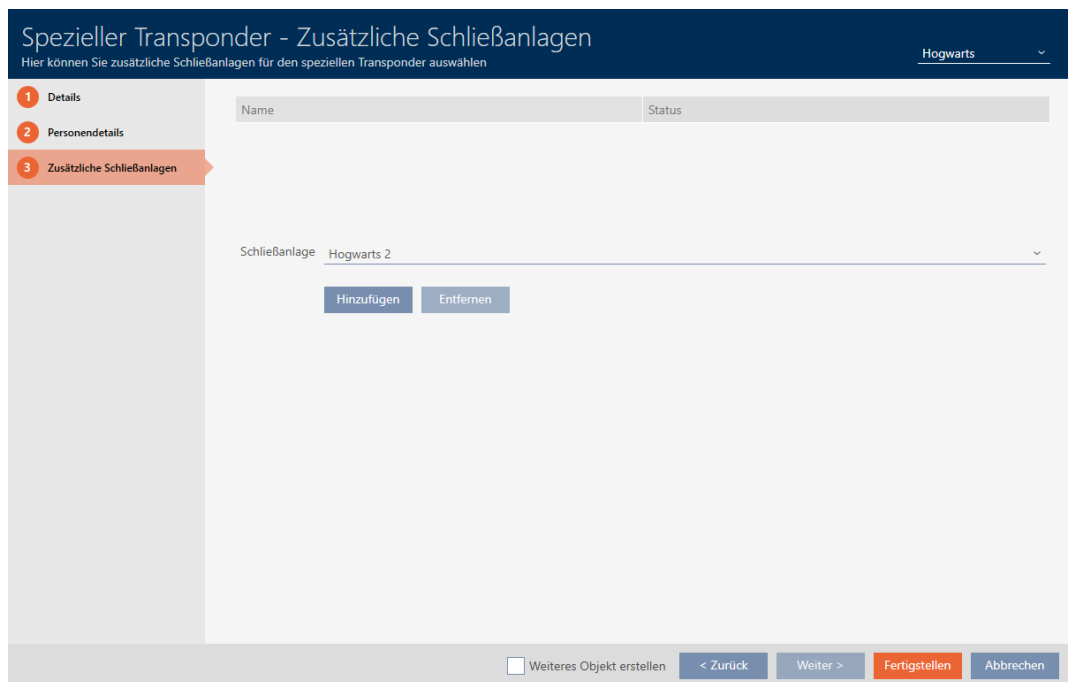 Spezieller Transponder - Zusätzliche Schließanlagen
Hier können Sie zusätzliche Schließanlagen für den speziellen Transponder auswählen
Hogwarts
1 Details
2 Personendetails
3 Zusätzliche Schließanlagen
Name Status
Schließanlage Hogwarts 2
Hinzufügen Entfernen
Weiteres Objekt erstellen < Zurück Weiter > Fertigstellen Abbrechen